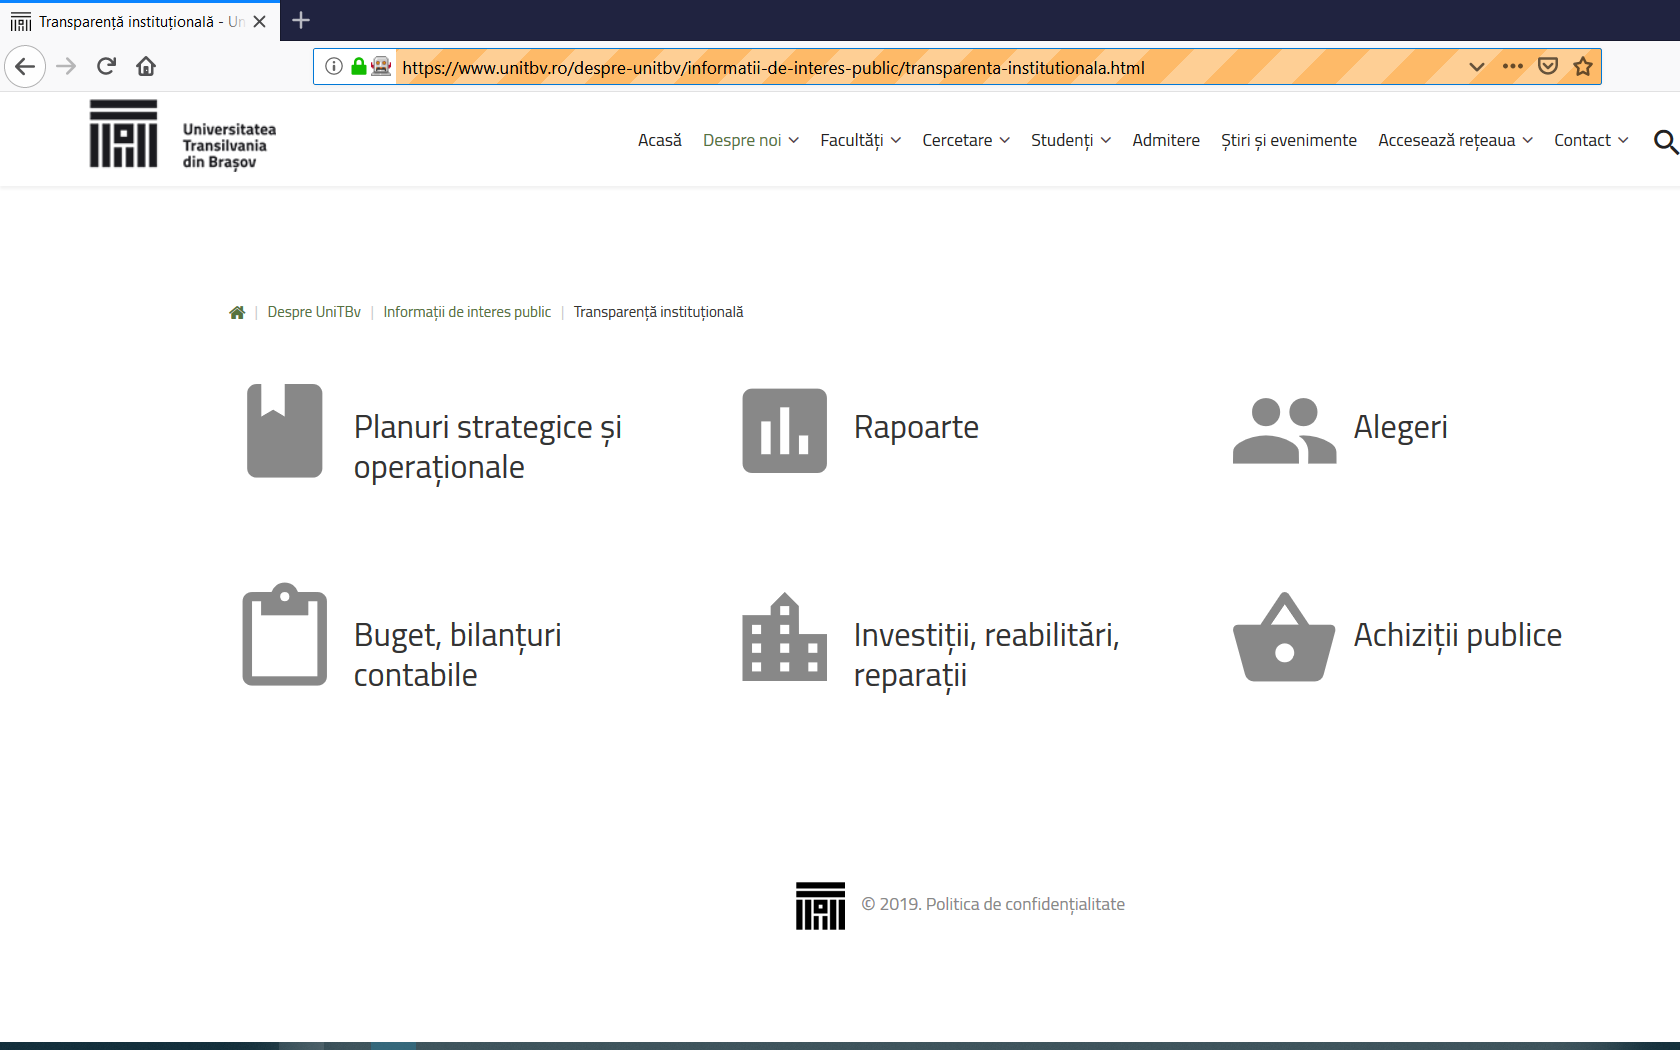 Transparență instituțională - Un
https://www.unitbv.ro/despre-unitbv/informatii-de-interes-public/transparenta-institutionala.html
Universitatea
Transilvania
din Brașov
Acasă Despre noi Facultăți Cercetare Studenți Admitere Știri și evenimente Accesează rețeaua Contact
Despre UniTBv | Informații de interes public | Transparență instituțională
Planuri strategice și
operaționale
Rapoarte
Alegeri
Buget, bilanțuri
contabile
Investiții, reabilitări,
reparații
Achiziții publice
© 2019. Politica de confidențialitate